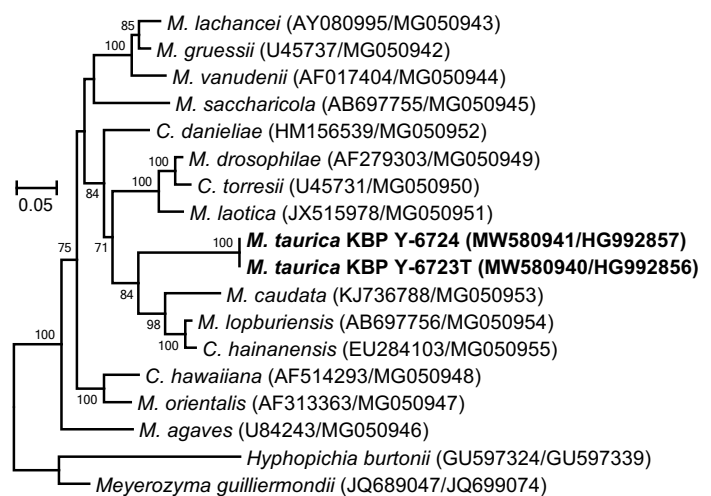 85
M. lachancei (AY080995/MG050943)
100
M. gruessii (U45737/MG050942)
M. vanudenii (AF017404/MG050944)
M. saccharicola (AB697755/MG050945)
C. danieliae (HM156539/MG050952)
100
M. drosophilae (AF279303/MG050949)
0.05
84
100
C. torresii (U45731/MG050950)
M. laotica (JX515978/MG050951)
75
71
100
M. taurica KBP Y-6724 (MW580941/HG992857)
M. taurica KBP Y-6723T (MW580940/HG992856)
84
M. caudata (KJ736788/MG050953)
98
M. lopburiensis (AB697756/MG050954)
100
100
C. hainanensis (EU284103/MG050955)
C. hawaiiana (AF514293/MG050948)
100
M. orientalis (AF313363/MG050947)
M. agaves (U84243/MG050946)
Hyphopichia burtonii (GU597324/GU597339)
Meyerozyma guilliermondii (JQ689047/JQ699074)